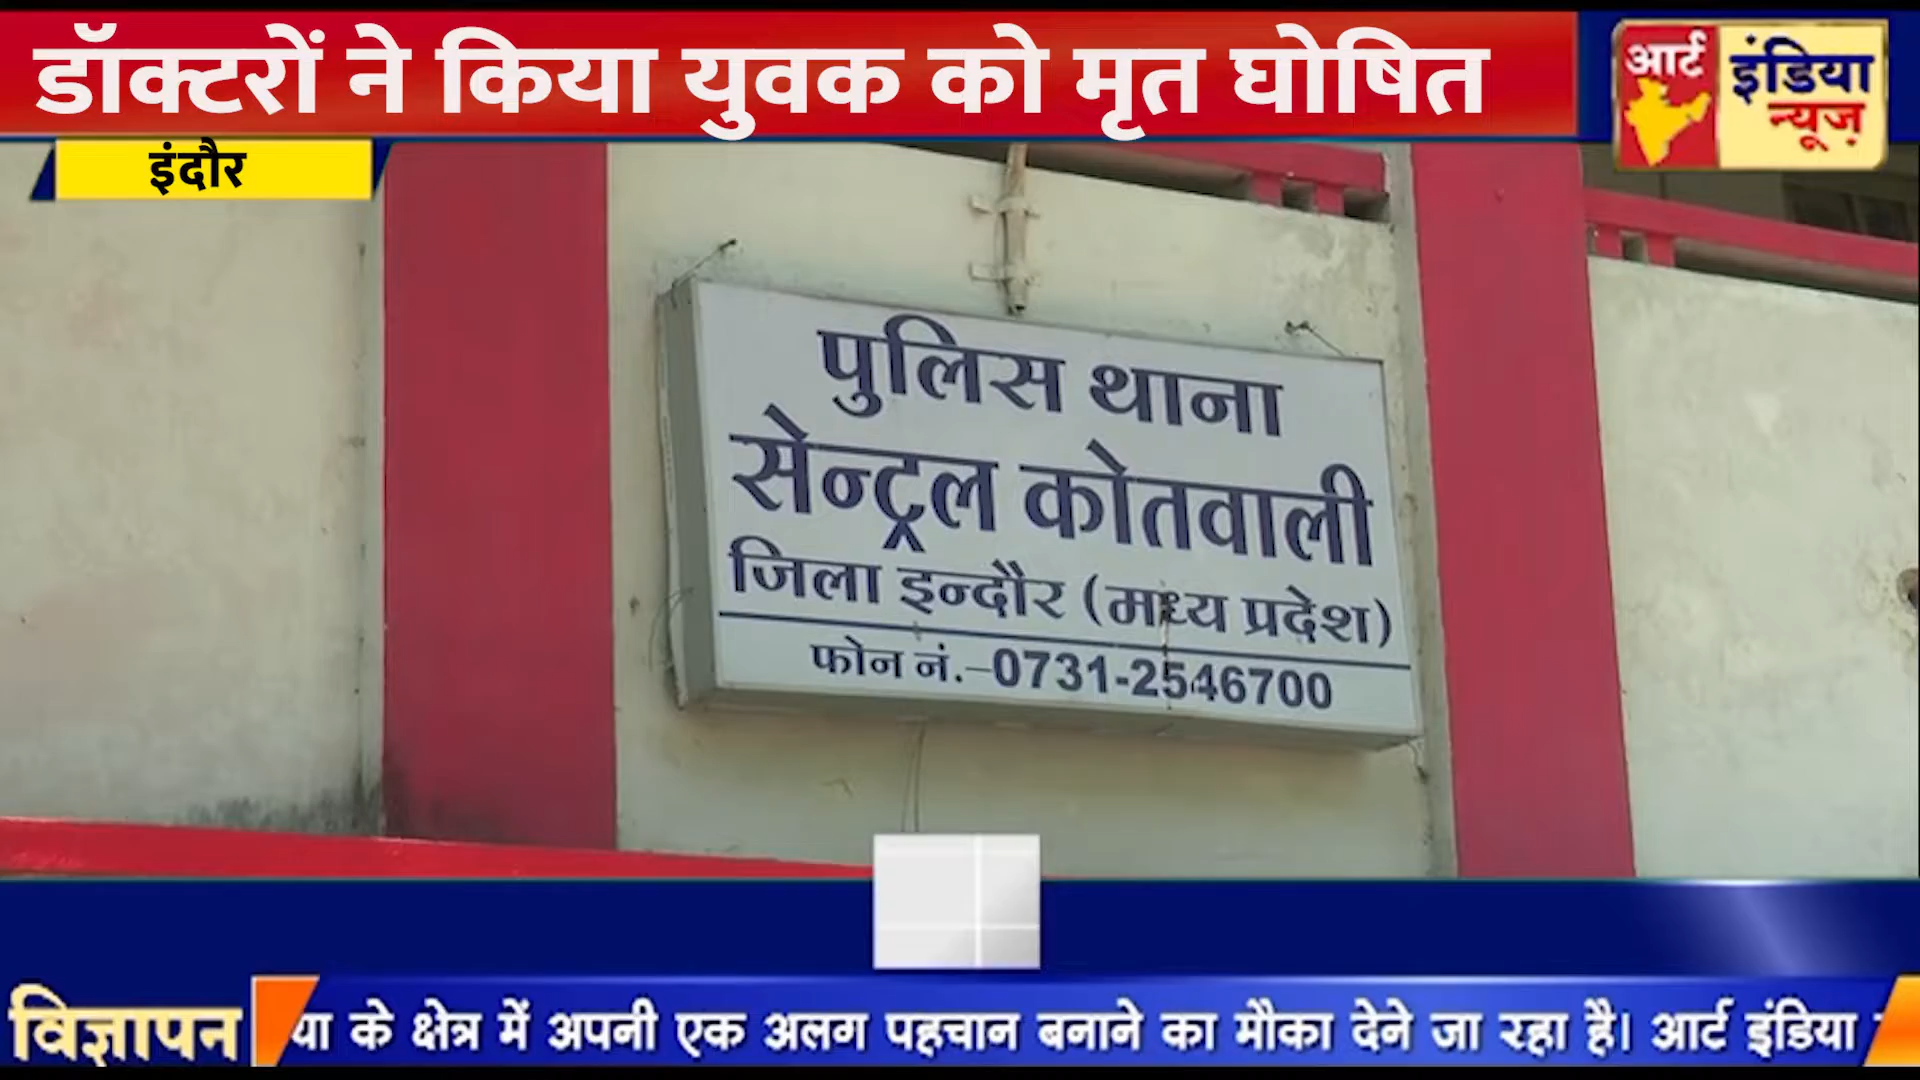 डॉक्टरों ने किया युवक को मृत घोषित
आर्ट
इंडिया
न्यूज़
इंदौर
पुलिस थाना
सेन्ट्रल कोतवाली
जिला इन्दौर (मध्य प्रदेश)
फोन नं.–0731-2546700
विज्ञापन
या के क्षेत्र में अपनी एक अलग पहचान बनाने का मौका देने जा रहा है। आर्ट इंडिया